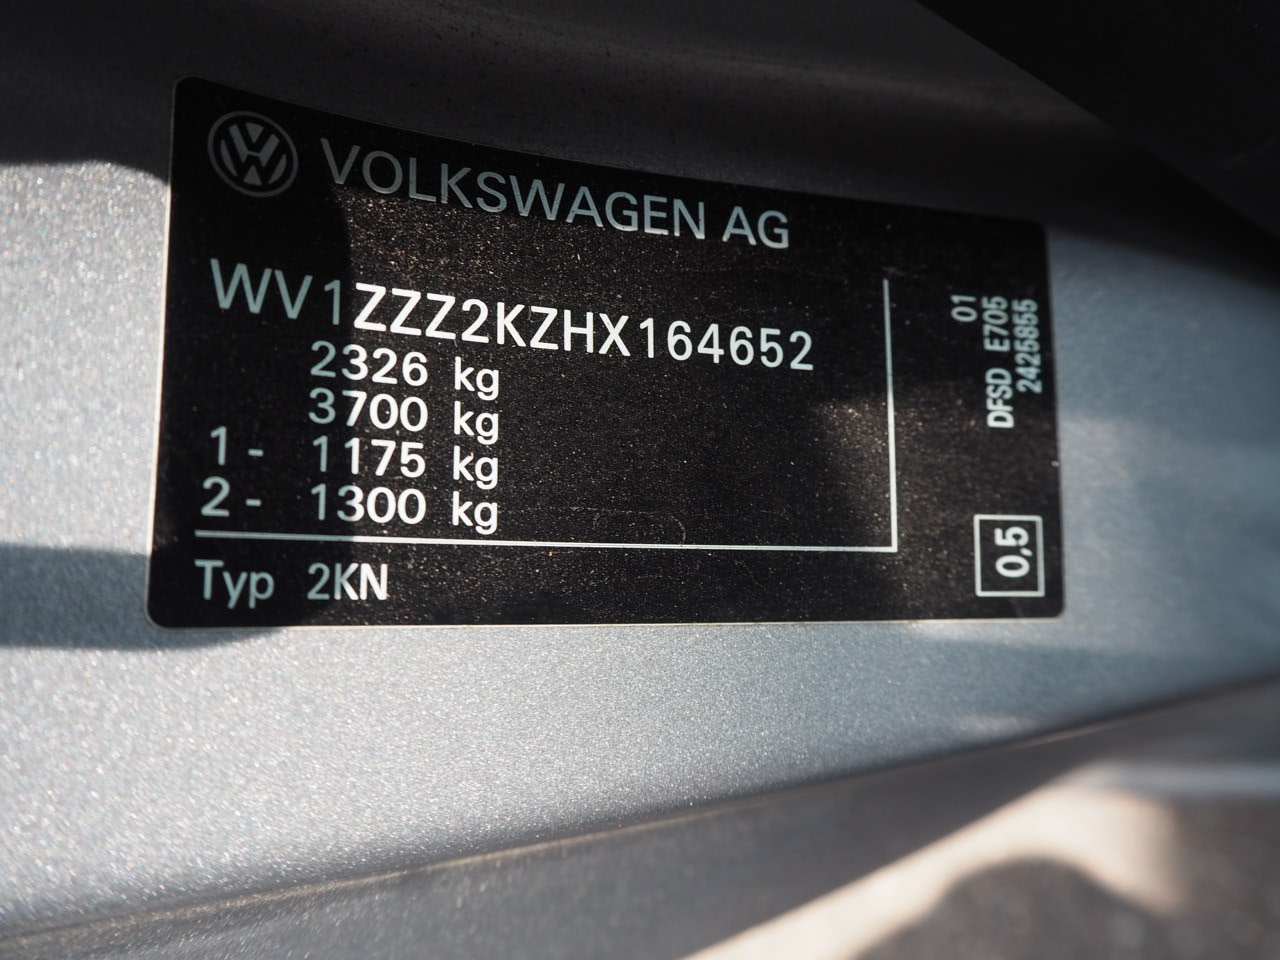 VOLKSWAGEN AG
WV1ZZZ2KZHX164652
2326 kg
3700 kg
1- 1175 kg
2- 1300 kg
Typ 2KN
01
DFSD E705
2425855
0,5